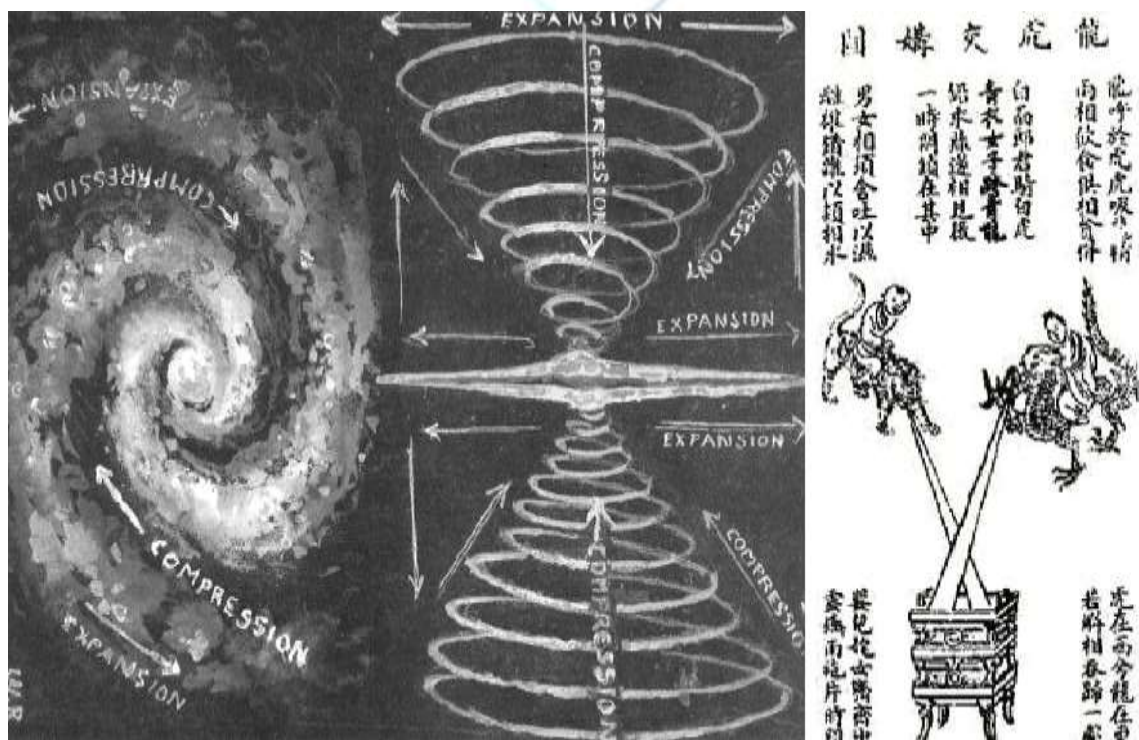 EXPANSION
COMPRESSION
COMPRESSION
EXPANSION
EXPANSION
COMPRESSION
COMPRESSION
EXPANSION
EXPANSION
COMPRESSION
COMPRESSION
龍虎交媾圖
龍呼於虎虎吸龍精
兩相飲食俱相貪併
白面郎君騎白虎
青衣女子跨青龍
鉛汞鼎邊相見後
一時關鎖在其中
男女相須含吐以滋
雄雌錯雜以類相求